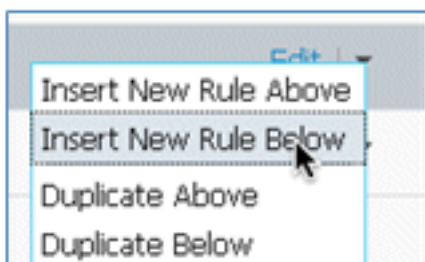 Edit
Insert New Rule Above
Insert New Rule Below
Duplicate Above
Duplicate Below